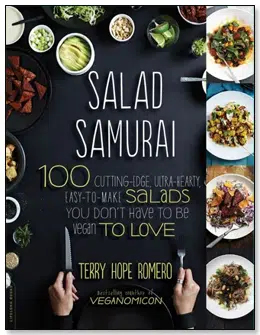 SALAD
SAMURAI
100 CUTTING-EDGE, ULTRA-HEARTY,
EASY-TO-MAKE SALADS
YOU DON'T HAVE TO BE
VEGAN TO LOVE
TERRY HOPE ROMERO
bestselling coauthor of
VEGANOMICON